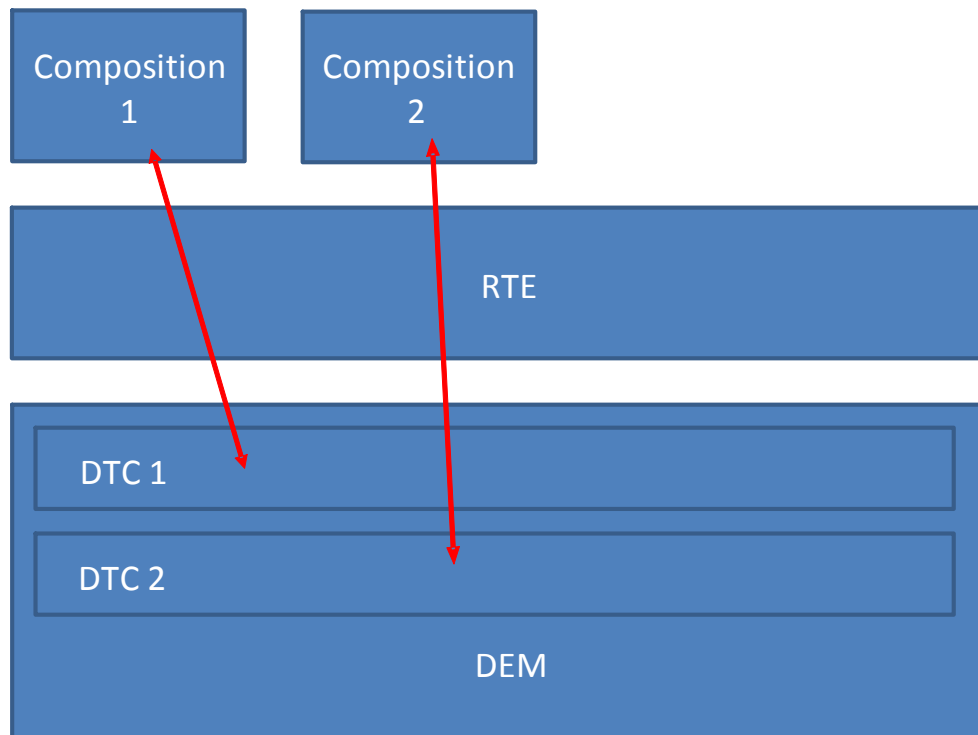 Composition
1
Composition
2
RTE
DTC 1
DTC 2
DEM